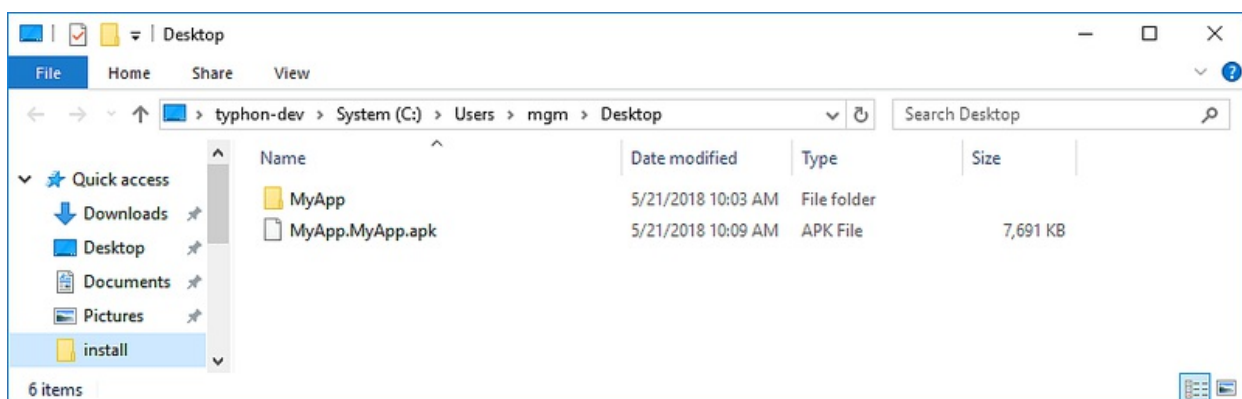 Desktop
File Home Share View
typhon-dev > System (C:) > Users > mgm > Desktop Search Desktop
Name Date modified Type Size
Quick access
MyApp 5/21/2018 10:03 AM File folder
Downloads
MyApp.MyApp.apk 5/21/2018 10:09 AM APK File 7,691 KB
Desktop
Documents
Pictures
install
6 items